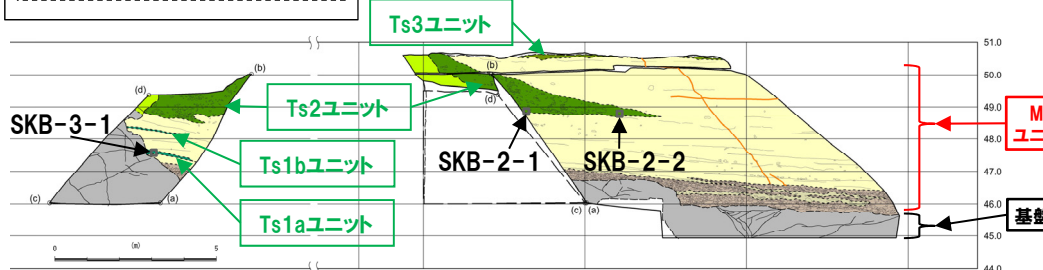 Ts3ユニット
51.0
(b)
(b)
50.0
(d)
(d)
Ts2ユニット
49.0
SKB-3-1
M
ユニ
48.0
SKB-2-1
SKB-2-2
Ts1bユニット
47.0
(c)
(a)
(c)
(a)
46.0
Ts1aユニット
基盤
45.0
0
(m)
5
44.0